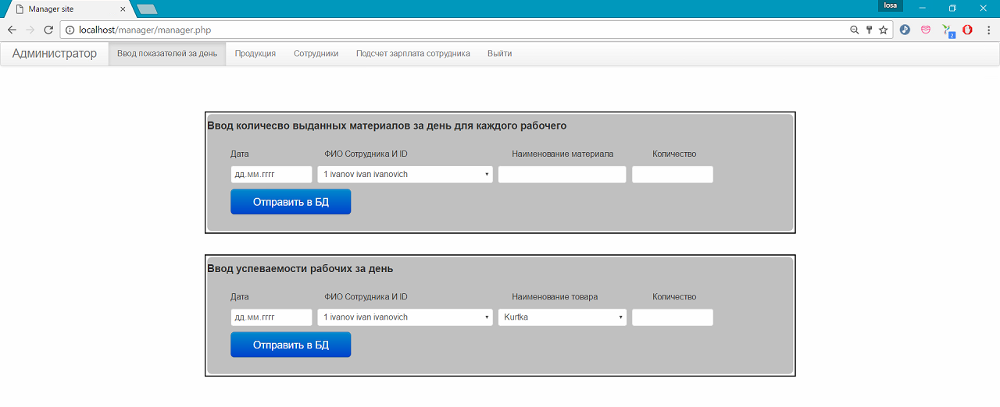 Manager site
losa
localhost/manager/manager.php
2
Администратор Ввод показателей за день Продукция Сотрудники Подсчет зарплата сотрудника Выйти
Ввод количесво выданных материалов за день для каждого рабочего
Дата ФИО Сотрудника И ID Наименование материала Количество
дд.мм.гггг 1 ivanov ivan ivanovich
Отправить в БД
Ввод успеваемости рабочих за день
Дата ФИО Сотрудника И ID Наименование товара Количество
дд.мм.гггг 1 ivanov ivan ivanovich Kurtka
Отправить в БД